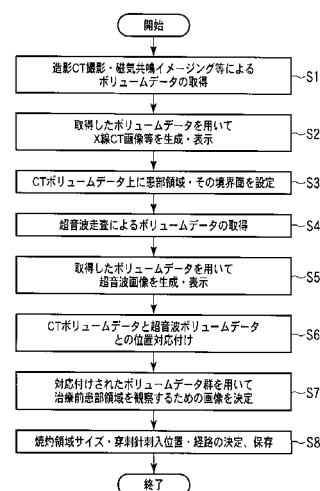 開始
造影CT撮影・磁気共鳴イメージング等による
ボリュームデータの取得
S1
取得したボリュームデータを用いて
X線CT画像等を生成・表示
S2
CTボリュームデータ上に患部領域・その境界面を設定
S3
超音波走査によるボリュームデータの取得
S4
取得したボリュームデータを用いて
超音波画像を生成・表示
S5
CTボリュームデータと超音波ボリュームデータ
との位置対応付け
S6
対応付けされたボリュームデータ群を用いて
治療前患部領域を観察するための画像を決定
S7
焼灼領域サイズ・穿刺針刺入位置・経路の決定、保存
S8
終了